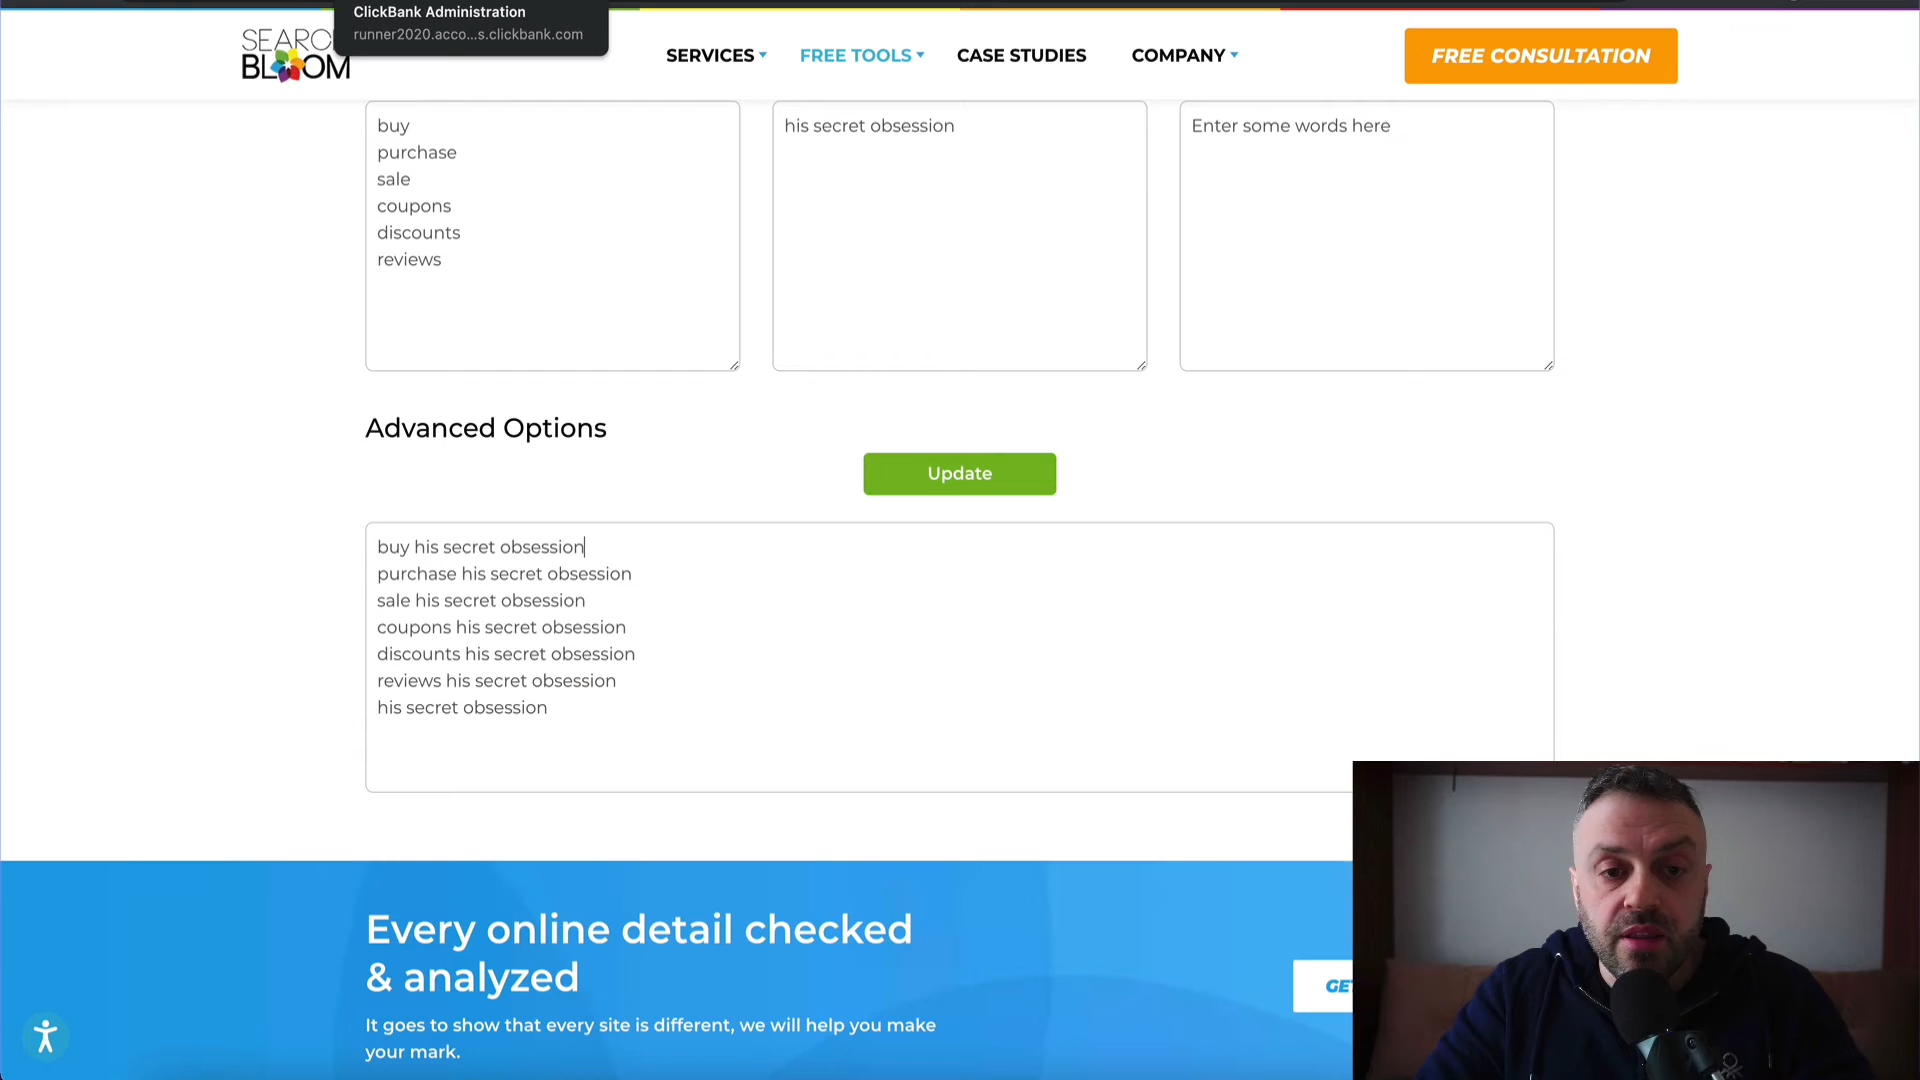 ClickBank Administration
runner2020.acco...s.clickbank.com
BLOOM
SERVICES
FREE TOOLS
CASE STUDIES
COMPANY
FREE CONSULTATION
buy
purchase
sale
coupons
discounts
reviews
his secret obsession
Enter some words here
Advanced Options
Update
buy his secret obsession
purchase his secret obsession
sale his secret obsession
coupons his secret obsession
discounts his secret obsession
reviews his secret obsession
his secret obsession
Every online detail checked
& analyzed
It goes to show that every site is different, we will help you make
your mark.